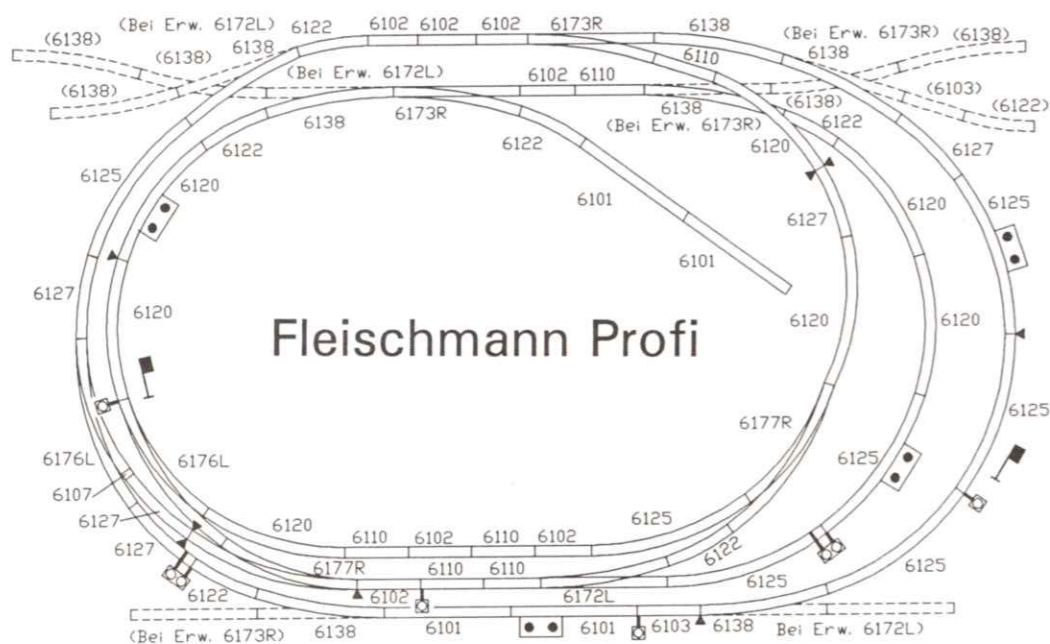 (Bei Erw. 6172L) 6122 6102 6102 6102 6173R 6138 (Bei Erw. 6173R) (6138)
(6138) (6138) 6138 (Bei Erw. 6172L) 6102 6110 6110 6138
(6138) 6138 6173R 6138 (6138) (6103) (6122)
(Bei Erw. 6173R) 6122
6122 6122 6120 6127
6125 6120 6101 6127 6120 6125
6101
6127 6120 Fleischmann Profi 6120 6120
6125
6177R
6176L 6176L 6125
6107
6127 6120 6125
6127 6110 6102 6110 6102
6177R 6110 6110 6122 6125 6125
6122 6102 6172L
(Bei Erw. 6173R) 6138 6101 6101 6103 6138 Bei Erw. 6172L)